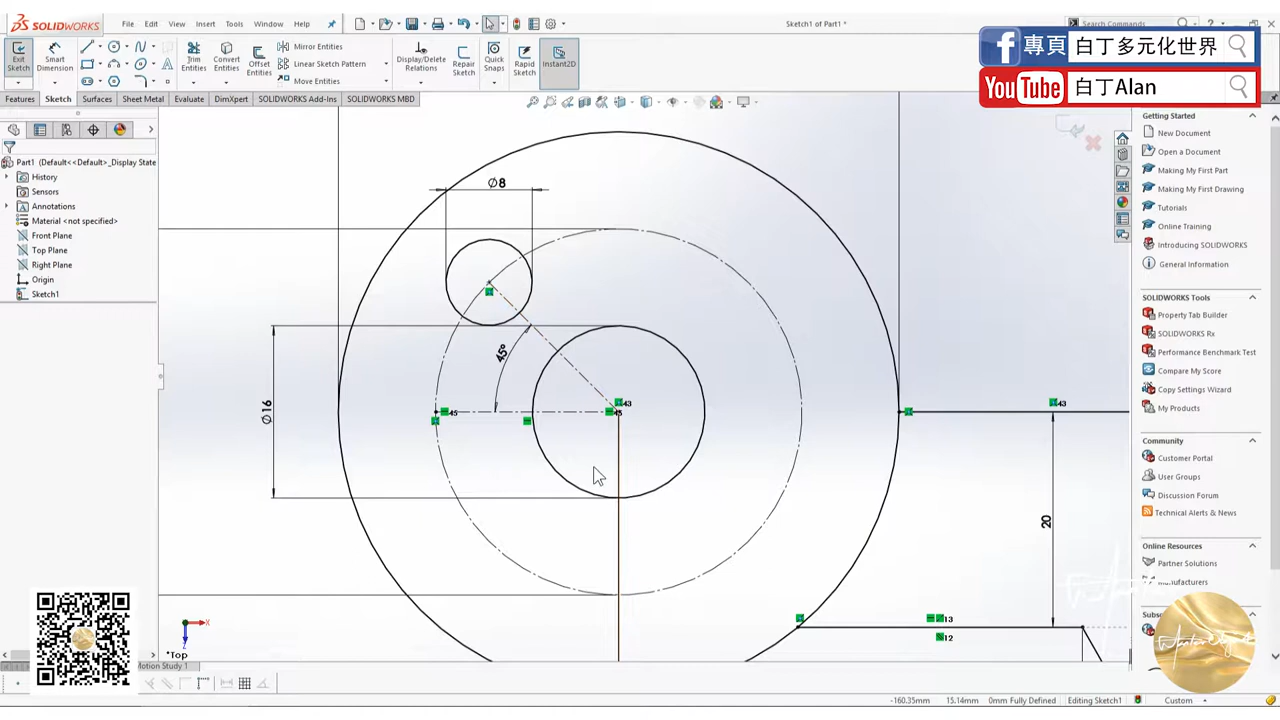 SOLIDWORKS
File
Edit
View
Insert
Tools
Window
Help
Sketch1 of Part1 *
Search Commands
專頁 白丁多元化世界
YouTube 白丁Alan
Exit Sketch
Smart Dimension
Trim Entities
Convert Entities
Offset Entities
Mirror Entities
Linear Sketch Pattern
Move Entities
Display/Delete Relations
Repair Sketch
Quick Snaps
Rapid Sketch
Instant2D
Features
Sketch
Surfaces
Sheet Metal
Evaluate
DimXpert
SOLIDWORKS Add-Ins
SOLIDWORKS MBD
Part1 (Default<<Default>_Display State
History
Sensors
Annotations
Material <not specified>
Front Plane
Top Plane
Right Plane
Origin
Sketch1
∅8
45°
∅16
43
45
45
43
20
13
12
Getting Started
New Document
Open a Document
Making My First Part
Making My First Drawing
Tutorials
Online Training
Introducing SOLIDWORKS
General Information
SOLIDWORKS Tools
Property Tab Builder
SOLIDWORKS Rx
Performance Benchmark Test
Compare My Score
Copy Settings Wizard
My Products
Community
Customer Portal
User Groups
Discussion Forum
Technical Alerts & News
Online Resources
Partner Solutions
Manufacturers
Subs
X
Z
*Top
Motion Study 1
-160.35mm
15.14mm
0mm Fully Defined
Editing Sketch1
Custom